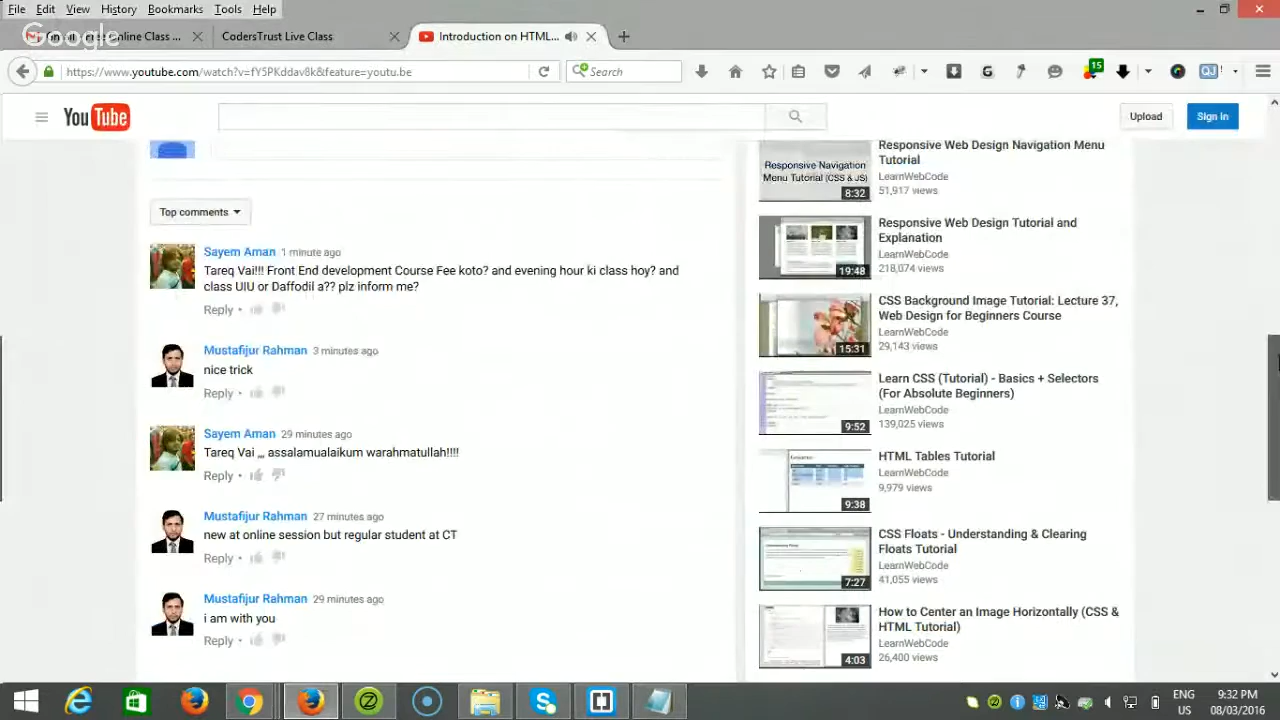 File Edit View History Bookmarks Tools Help
Google
nline Class ...
CodersTrust Live Class
Introduction on HTML...
https://www.youtube.com/watch?v=fY5PKddav8k&feature=youtu.be
Search
15
YouTube
Upload
Sign in
Top comments
Sayem Aman 1 minute ago
Tareq Vai!!! Front End development Course Fee koto? and evening hour ki class hoy? and
class UIU or Daffodil a?? plz inform me?
Reply
Mustafijur Rahman 3 minutes ago
nice trick
Reply
Sayem Aman 29 minutes ago
Tareq Vai ,,, assalamualaikum warahmatullah!!!!
Reply
Mustafijur Rahman 27 minutes ago
new at online session but regular student at CT
Reply
Mustafijur Rahman 29 minutes ago
i am with you
Reply
Responsive Navigation
Menu Tutorial (CSS & JS)
8:32
Responsive Web Design Navigation Menu
Tutorial
LearnWebCode
51,917 views
19:48
Responsive Web Design Tutorial and
Explanation
LearnWebCode
218,074 views
15:31
CSS Background Image Tutorial: Lecture 37,
Web Design for Beginners Course
LearnWebCode
29,143 views
9:52
Learn CSS (Tutorial) - Basics + Selectors
(For Absolute Beginners)
LearnWebCode
139,025 views
9:38
HTML Tables Tutorial
LearnWebCode
9,979 views
7:27
CSS Floats - Understanding & Clearing
Floats Tutorial
LearnWebCode
41,055 views
4:03
How to Center an Image Horizontally (CSS &
HTML Tutorial)
LearnWebCode
26,400 views
ENG
US
9:32 PM
08/03/2016